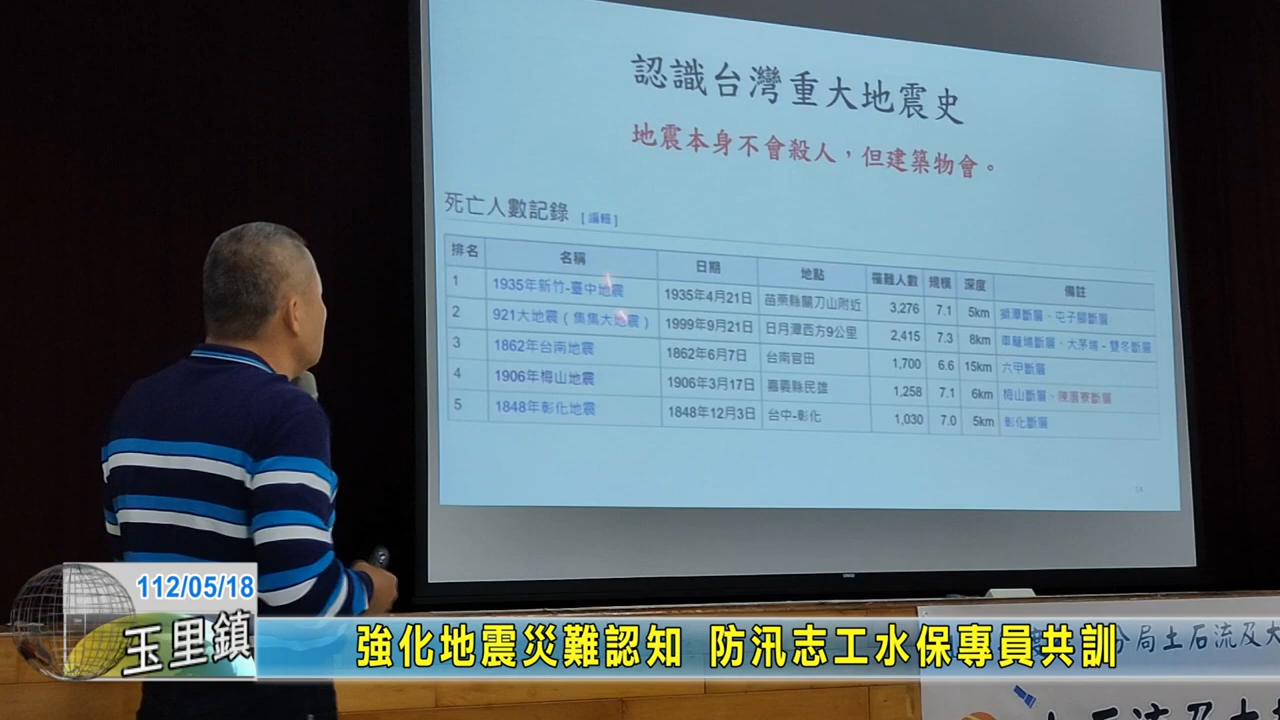 認識台灣重大地震史
地震本身不會殺人，但建築物會。
死亡人數記錄 [編輯]
排名 名稱 日期 地點 罹難人數 規模 深度 備註
1 1935年新竹-臺中地震 1935年4月21日 苗栗縣關刀山附近 3,276 7.1 5km 獅潭斷層、屯子腳斷層
2 921大地震（集集大地震） 1999年9月21日 日月潭西方9公里 2,415 7.3 8km 車籠埔斷層、大茅埔－雙冬斷層
3 1862年台南地震 1862年6月7日 台南官田 1,700 6.6 15km 六甲斷層
4 1906年梅山地震 1906年3月17日 嘉義縣民雄 1,258 7.1 6km 梅山斷層、陳厝寮斷層
5 1848年彰化地震 1848年12月3日 台中-彰化 1,030 7.0 5km 彰化斷層
14
112/05/18
玉里鎮
強化地震災難認知 防汛志工水保專員共訓
分局土石流及大
土石流及大